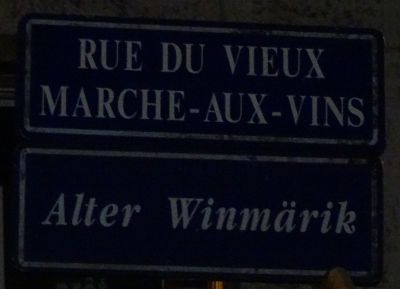 RUE DU VIEUX
MARCHE-AUX-VINS
Alter Winmärik